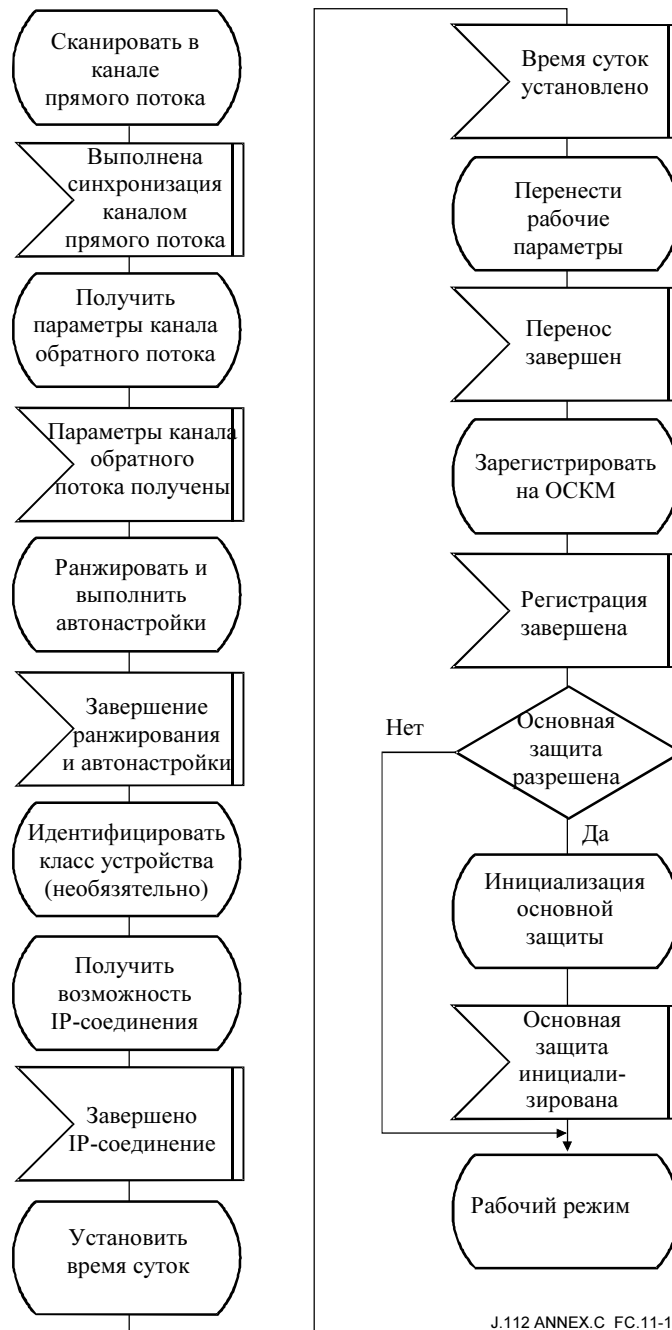 Сканировать в
канале
прямого потока
Выполнена
синхронизация
каналом
прямого потока
Получить
параметры канала
обратного потока
Параметры канала
обратного
потока получены
Ранжировать и
выполнить
автонастройки
Завершение
ранжирования
и автонастройки
Идентифицировать
класс устройства
(необязятельно)
Получить
возможность
IP-соединения
Завершено
IP-соединение
Установить
время суток
Время суток
установлено
Перенести
рабочие
параметры
Перенос
завершен
Зарегистрировать
на ОСКМ
Регистрация
завершена
Основная
защита
разрешена
Нет
Да
Инициализация
основной
защиты
Основная
защита
инициали-
зирована
Рабочий режим
J.112 ANNEX.C_FC.11-1